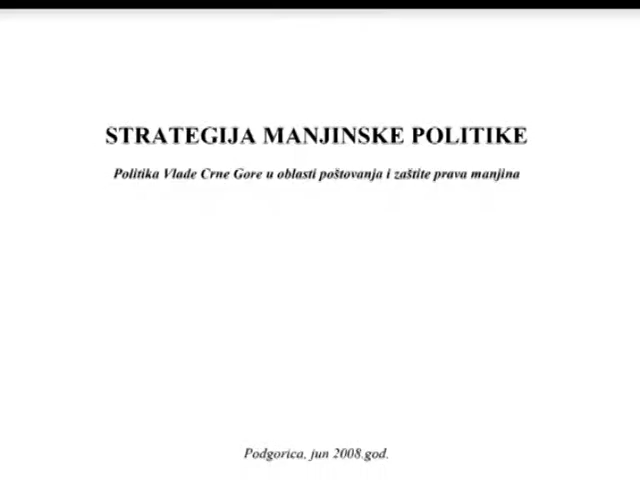 STRATEGIJA MANJINSKE POLITIKE
Politika Vlade Crne Gore u oblasti poštovanja i zaštite prava manjina
Podgorica, jun 2008.god.